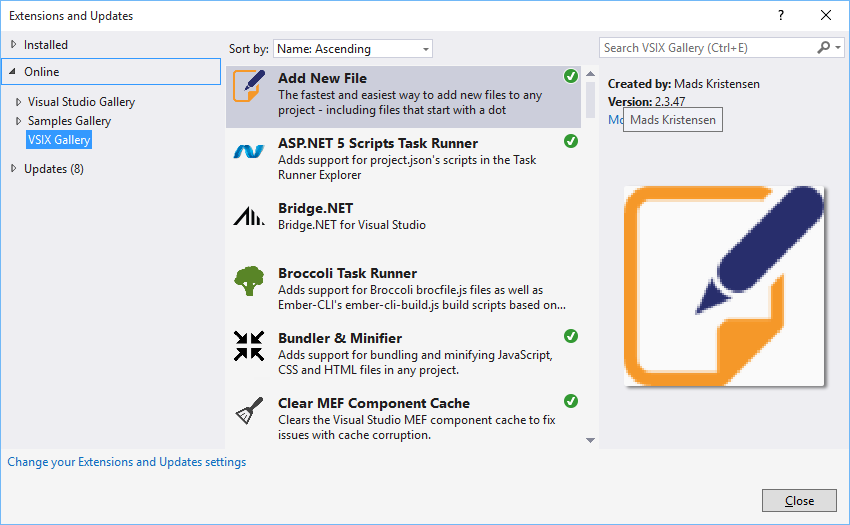 Extensions and Updates
?
Installed
Online
Visual Studio Gallery
Samples Gallery
VSIX Gallery
Updates (8)
Sort by: Name: Ascending
Add New File
The fastest and easiest way to add new files to any
project - including files that start with a dot
ASP.NET 5 Scripts Task Runner
Adds support for project.json's scripts in the Task
Runner Explorer
Bridge.NET
Bridge.NET for Visual Studio
Broccoli Task Runner
Adds support for Broccoli brocfile.js files as well as
Ember-CLI's ember-cli-build.js build scripts based on...
Bundler & Minifier
Adds support for bundling and minifying JavaScript,
CSS and HTML files in any project.
Clear MEF Component Cache
Clears the Visual Studio MEF component cache to fix
issues with cache corruption.
Search VSIX Gallery (Ctrl+E)
Created by: Mads Kristensen
Version: 2.3.47
Mads Kristensen
Change your Extensions and Updates settings
Close